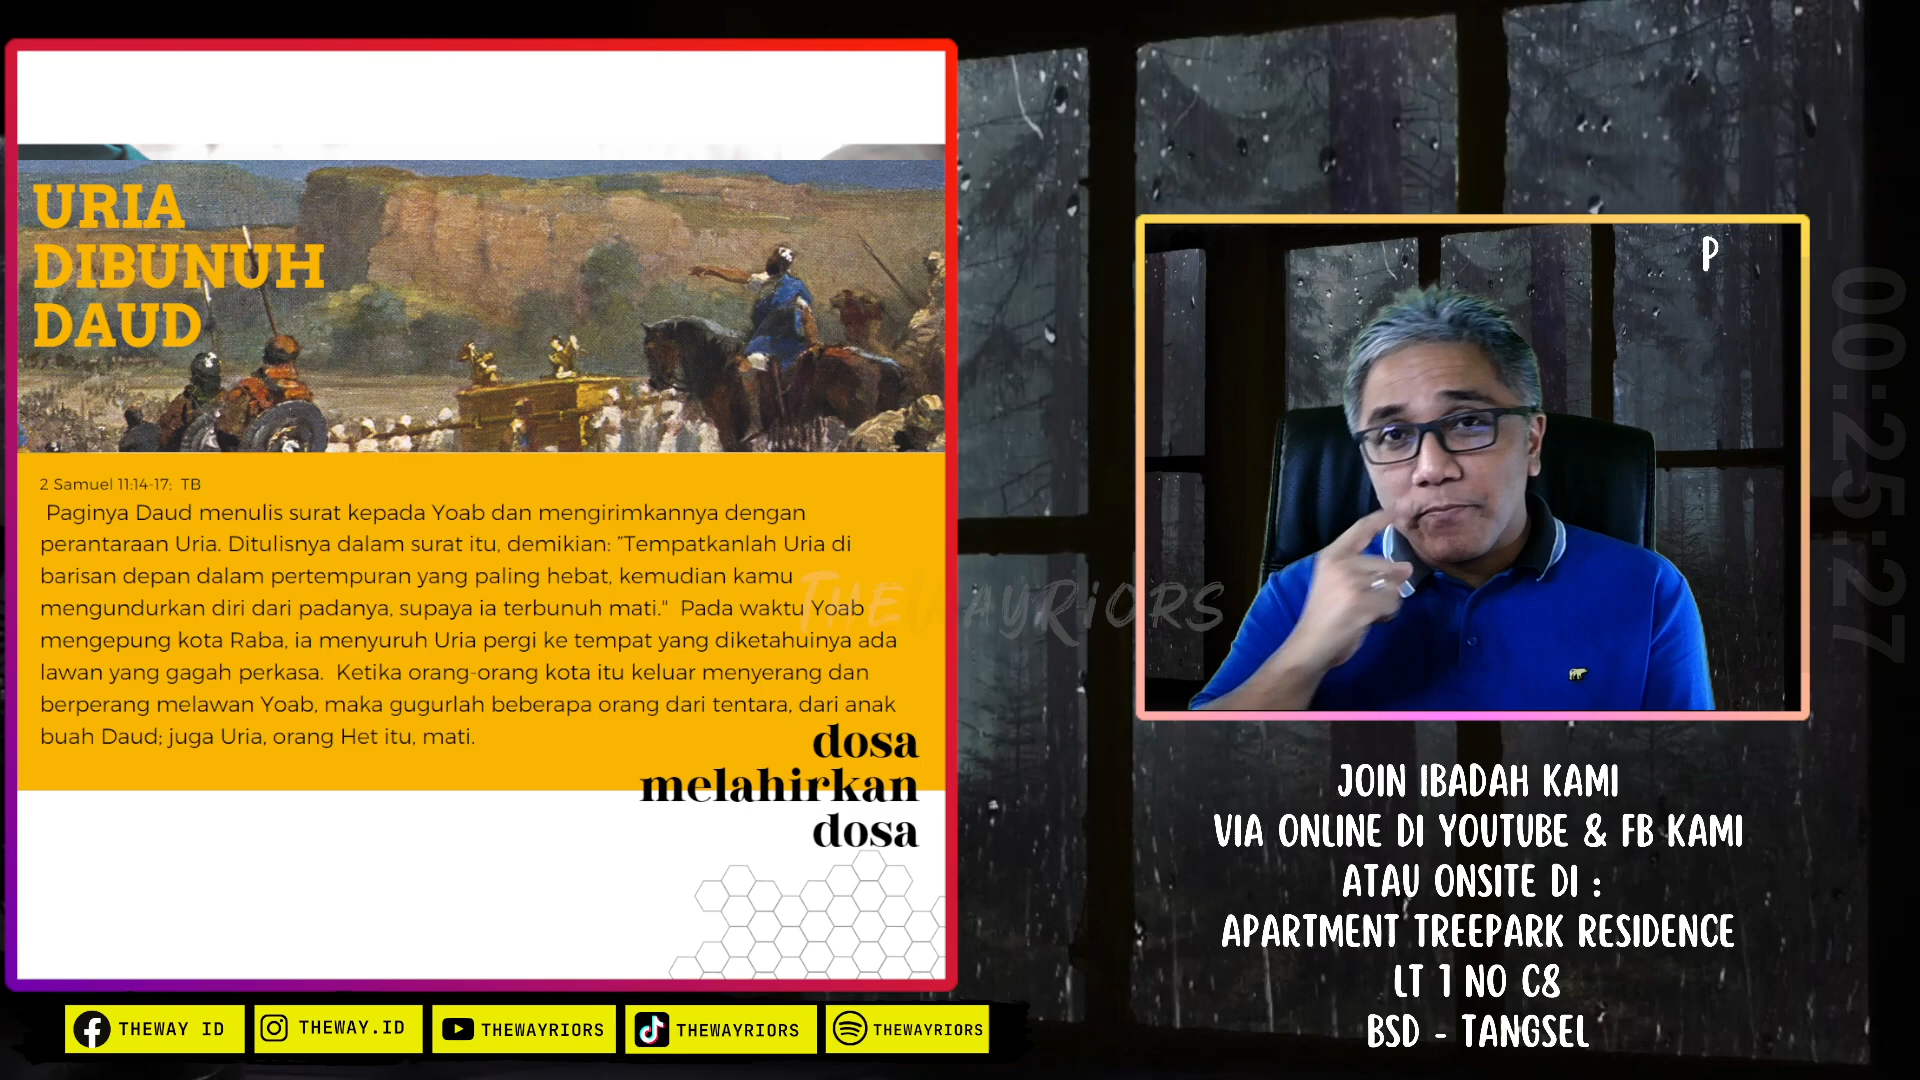 URIA
DIBUNUH
DAUD
2 Samuel 11:14-17; TB
Paginya Daud menulis surat kepada Yoab dan mengirimkannya dengan
perantaraan Uria. Ditulisnya dalam surat itu, demikian: "Tempatkanlah Uria di
barisan depan dalam pertempuran yang paling hebat, kemudian kamu
mengundurkan diri dari padanya, supaya ia terbunuh mati." Pada waktu Yoab
mengepung kota Raba, ia menyuruh Uria pergi ke tempat yang diketahuinya ada
lawan yang gagah perkasa. Ketika orang-orang kota itu keluar menyerang dan
berperang melawan Yoab, maka gugurlah beberapa orang dari tentara, dari anak
buah Daud; juga Uria, orang Het itu, mati.
dosa
melahirkan
dosa
THEWAYRIORS
P
00:25:27
JOIN IBADAH KAMI
VIA ONLINE DI YOUTUBE & FB KAMI
ATAU ONSITE DI :
APARTMENT TREEPARK RESIDENCE
LT 1 NO C8
BSD - TANGSEL
THEWAY ID
THEWAY.ID
THEWAYRIORS
THEWAYRIORS
THEWAYRIORS